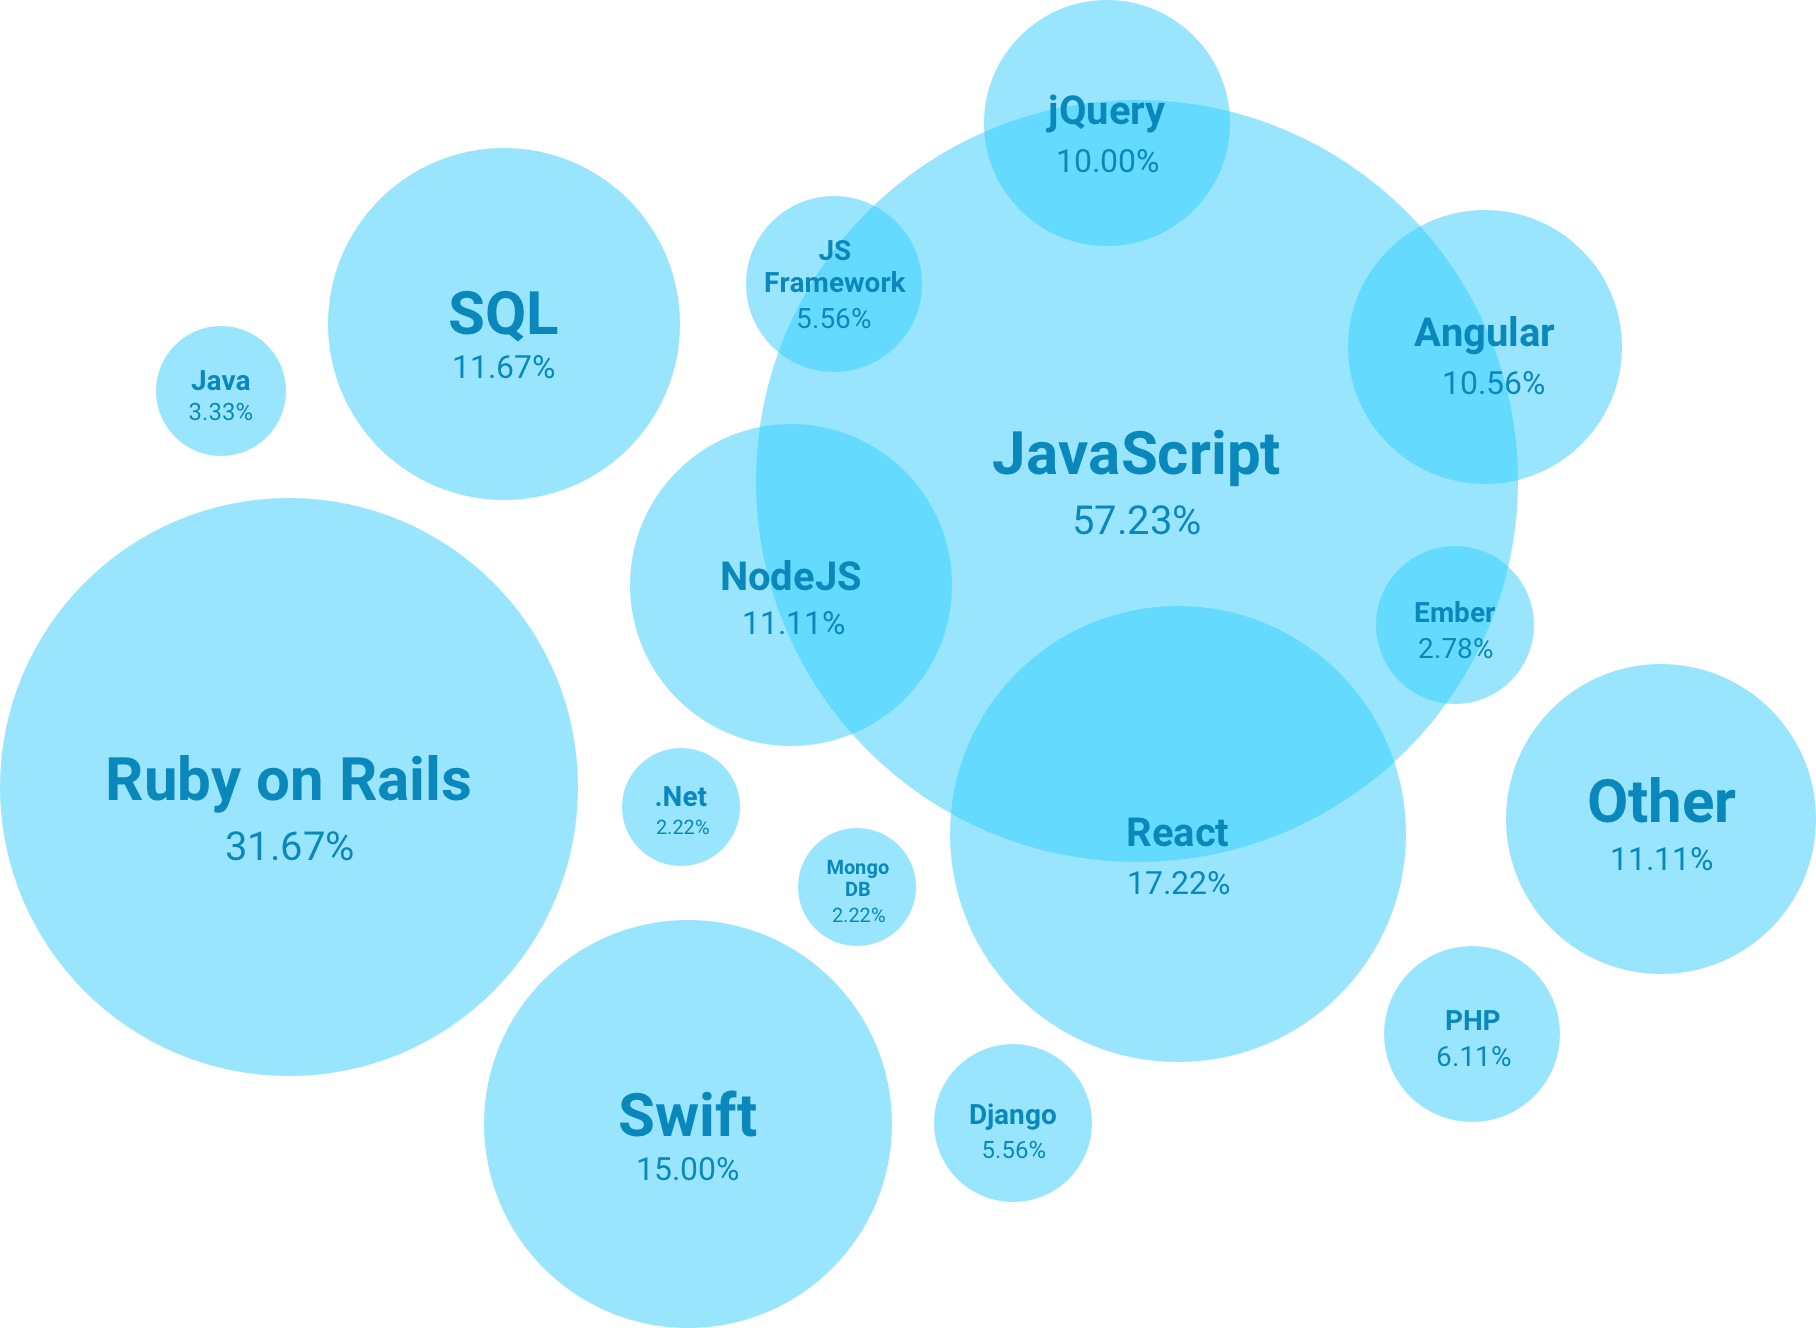 jQuery
10.00%
JS
Framework
5.56%
SQL
11.67%
Angular
10.56%
Java
3.33%
JavaScript
57.23%
NodeJS
11.11%
Ember
2.78%
Ruby on Rails
31.67%
.Net
2.22%
Mongo
DB
2.22%
React
17.22%
Other
11.11%
PHP
6.11%
Swift
15.00%
Django
5.56%